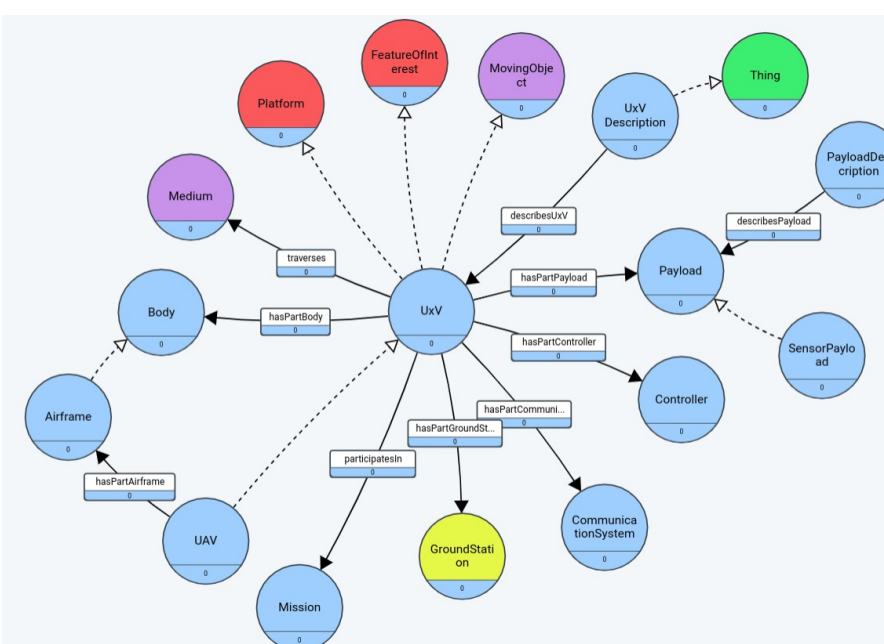 FeatureOfInt
erest
0
MovingObje
ct
0
Thing
0
Platform
0
UxV
Description
0
PayloadDe
cription
0
Medium
0
describesUxV
0
describesPayload
0
traverses
0
hasPartPayload
0
Payload
0
Body
0
hasPartBody
0
UxV
0
hasPartController
0
SensorPaylo
ad
0
Airframe
0
Controller
0
hasPartCommuni...
0
hasPartGroundSt...
0
participatesIn
0
hasPartAirframe
0
UAV
0
Communica
tionSystem
0
GroundStati
on
0
Mission
0